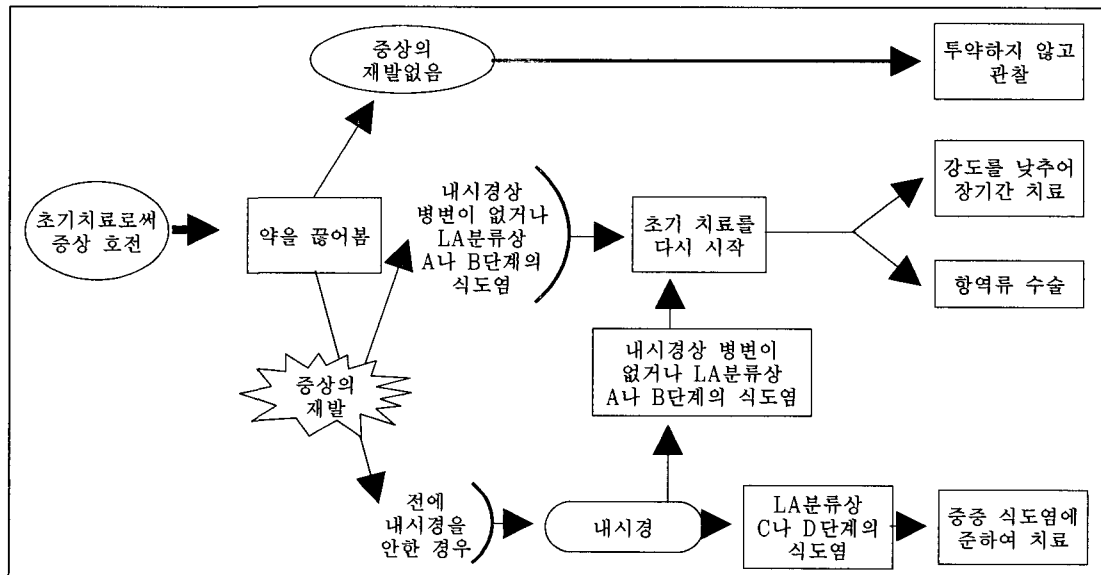 증상의
재발없음
투약하지 않고
관찰
초기치료로써
증상 호전
약을 끊어봄
내시경상
병변이 없거나
LA분류상
A나 B단계의
식도염
초기 치료를
다시 시작
강도를 낮추어
장기간 치료
항역류 수술
증상의
재발
내시경상 병변이
없거나 LA분류상
A나 B단계의 식도염
전에
내시경을
안한 경우
내시경
LA분류상
C나 D단계의
식도염
중증 식도염에
준하여 치료